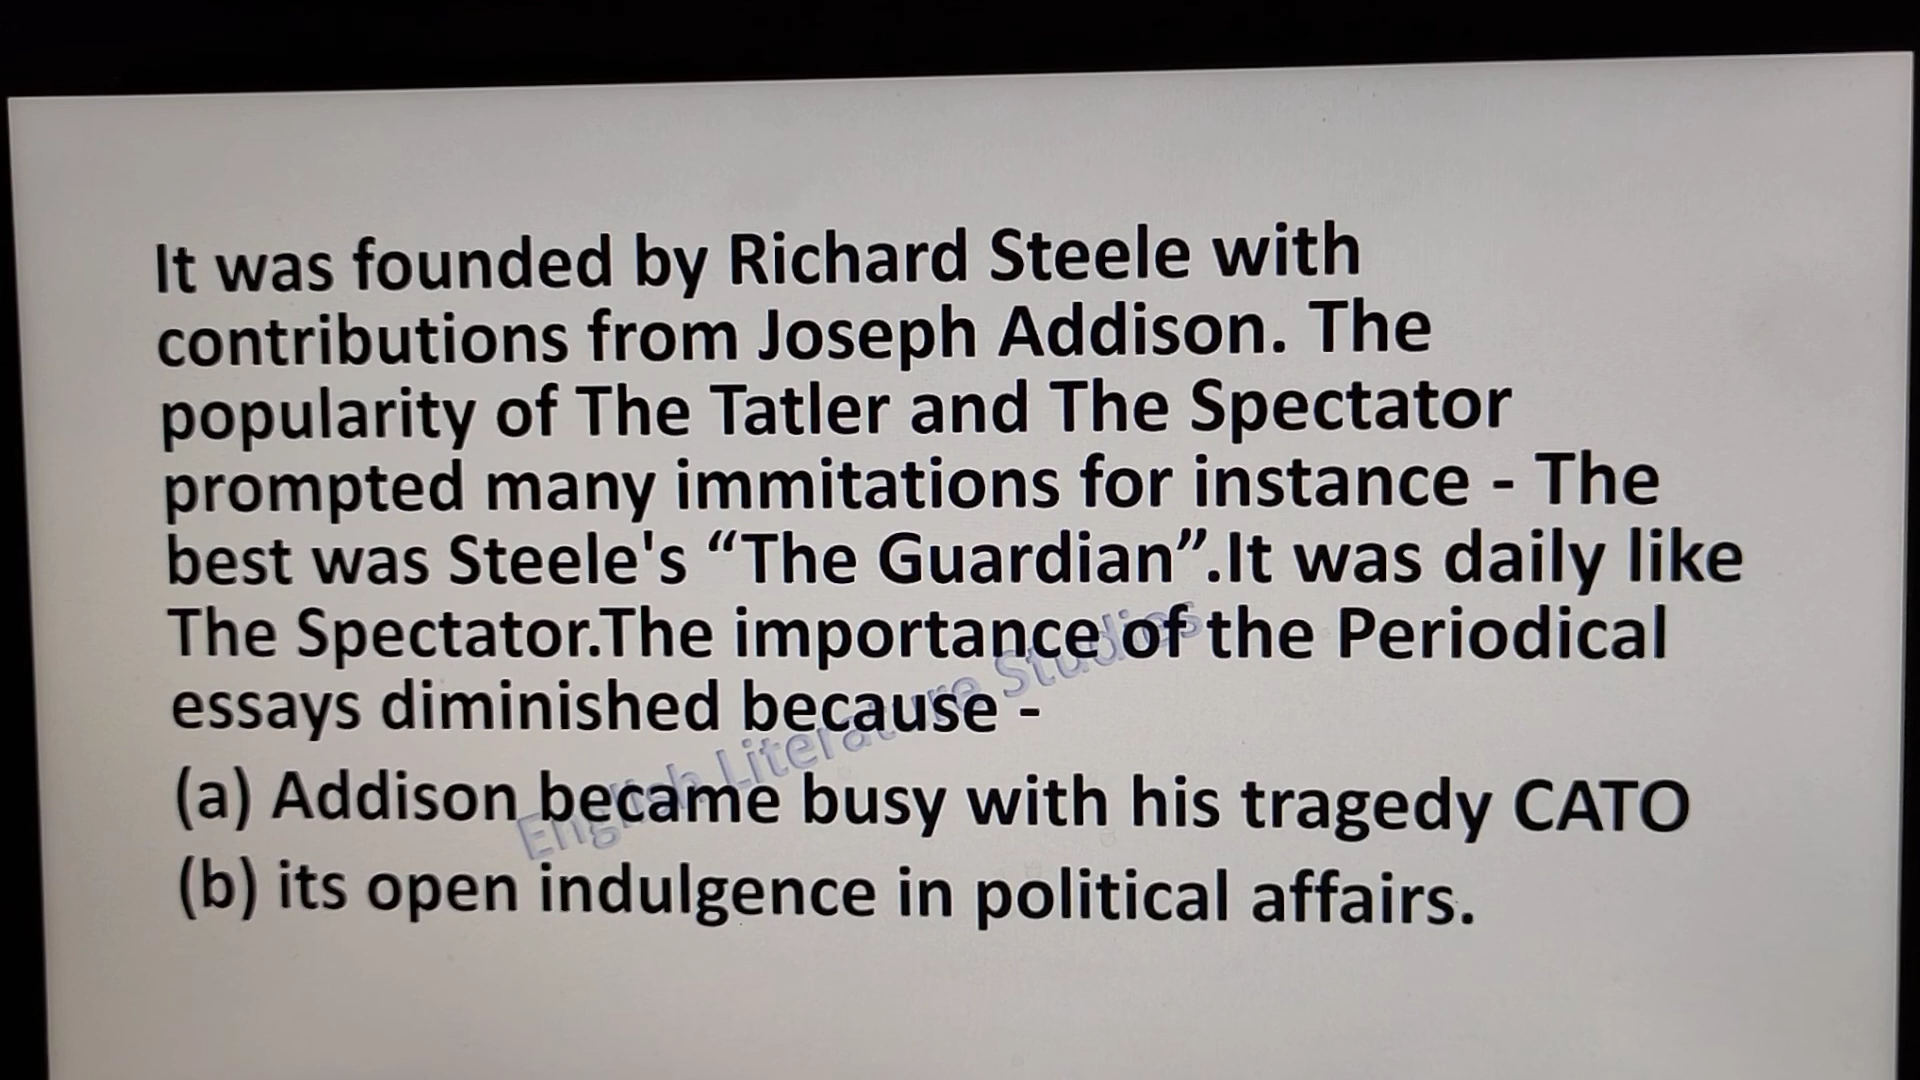 It was founded by Richard Steele with
contributions from Joseph Addison. The
popularity of The Tatler and The Spectator
prompted many immitations for instance - The
best was Steele's “The Guardian”.It was daily like
The Spectator.The importance of the Periodical
essays diminished because -
(a) Addison became busy with his tragedy CATO
(b) its open indulgence in political affairs.
English Literature Studies